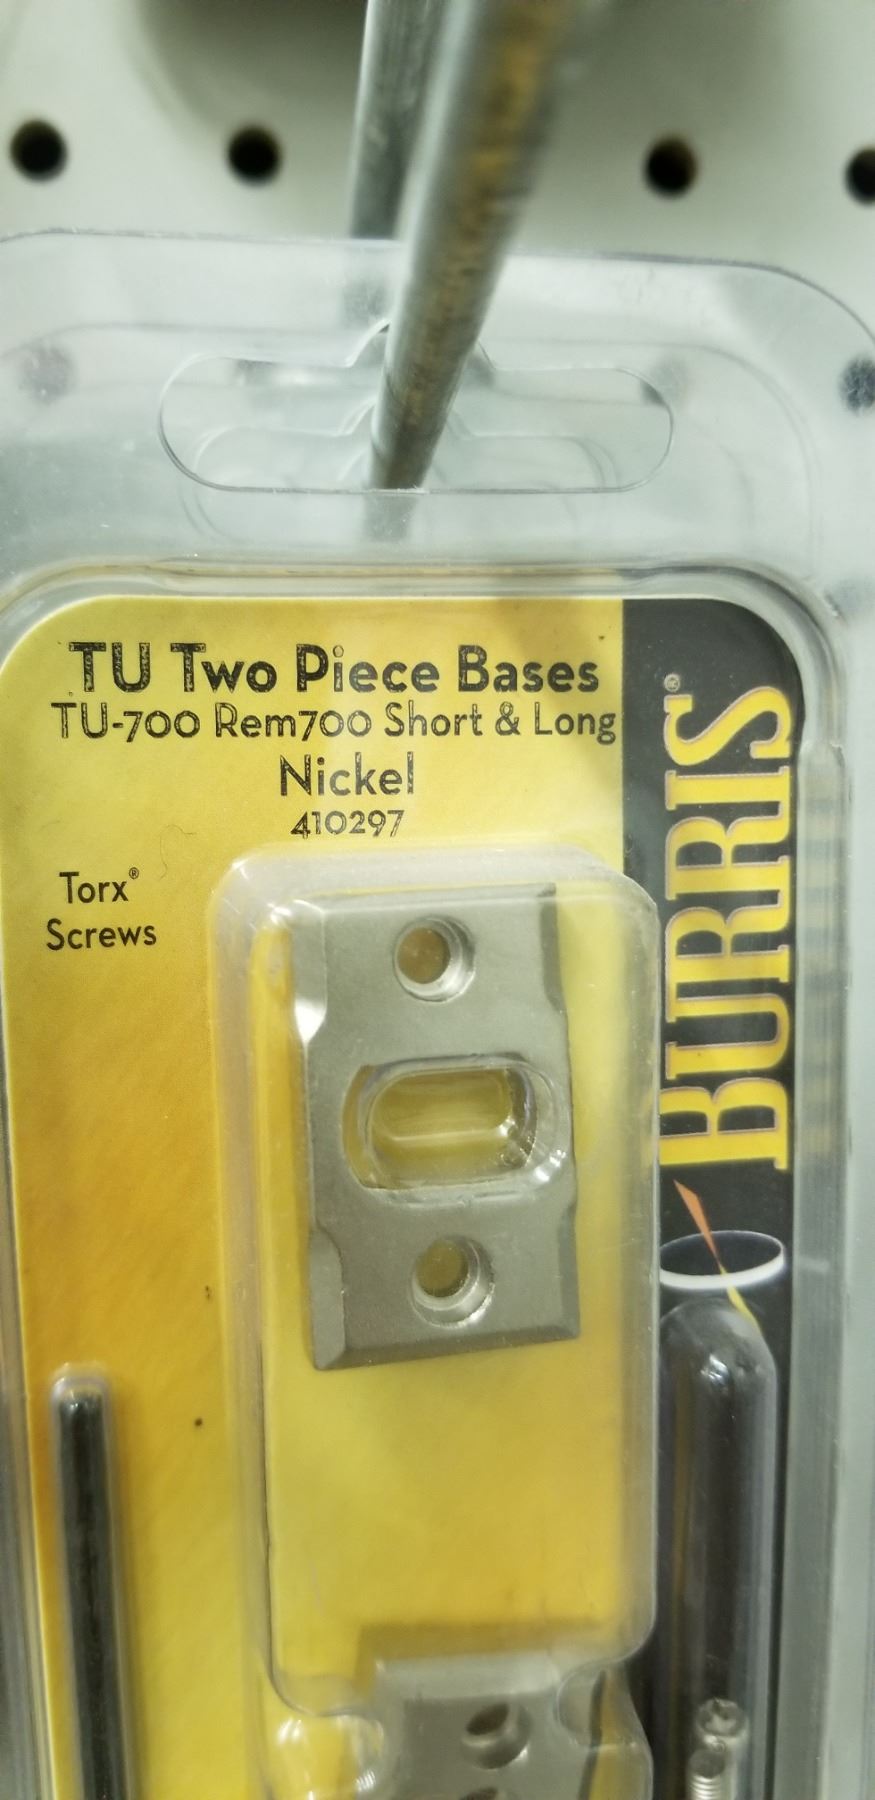 TU Two Piece Bases
TU-700 Rem700 Short & Long
Nickel
410297
Torx®
Screws
BURRIS®